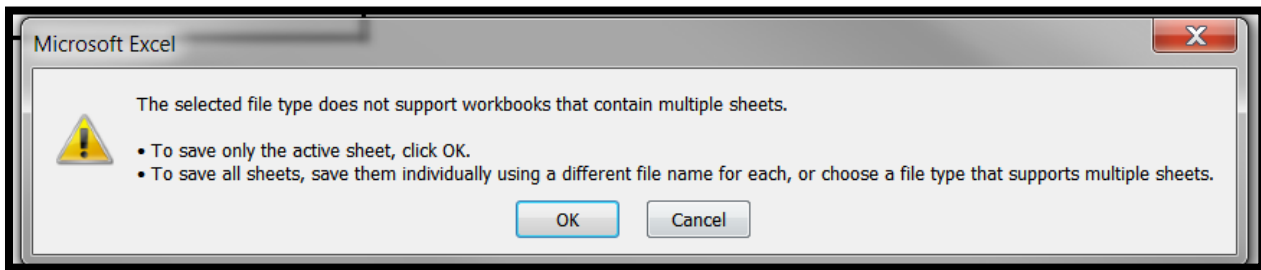 Microsoft Excel
The selected file type does not support workbooks that contain multiple sheets.
• To save only the active sheet, click OK.
• To save all sheets, save them individually using a different file name for each, or choose a file type that supports multiple sheets.
OK Cancel